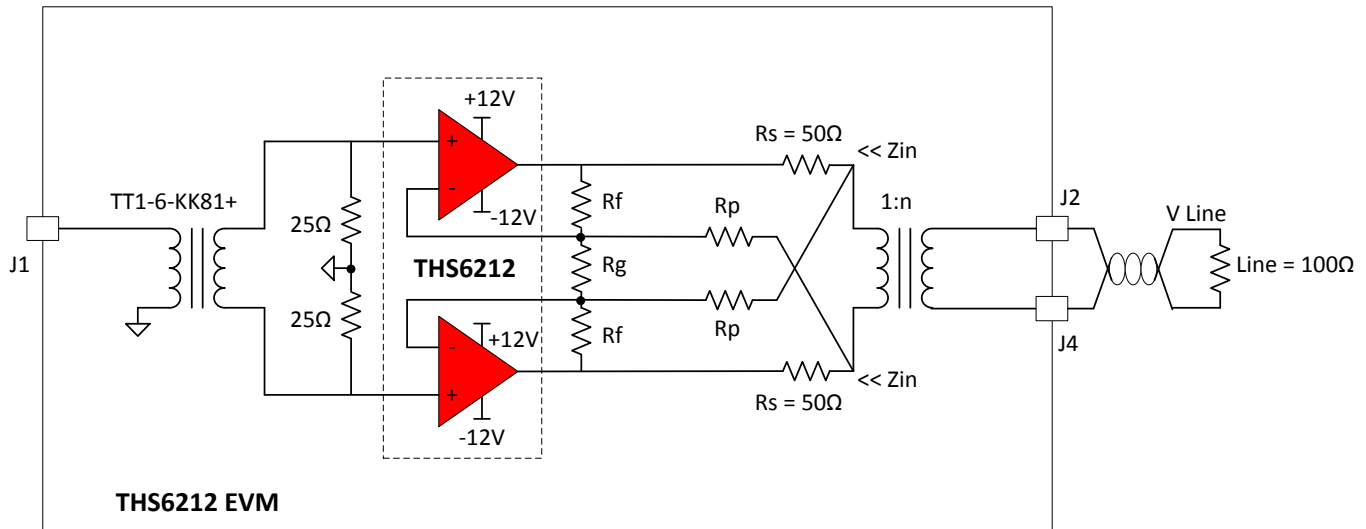 +12V
Rs = 50Ω
<< Zin
TT1-6-KK81+
1:n
J2
25Ω
-12V
Rf
Rp
V Line
J1
THS6212
Rg
Line = 100Ω
25Ω
+12V
Rf
Rp
J4
Rs = 50Ω
<< Zin
-12V
THS6212 EVM
+
-
-
+